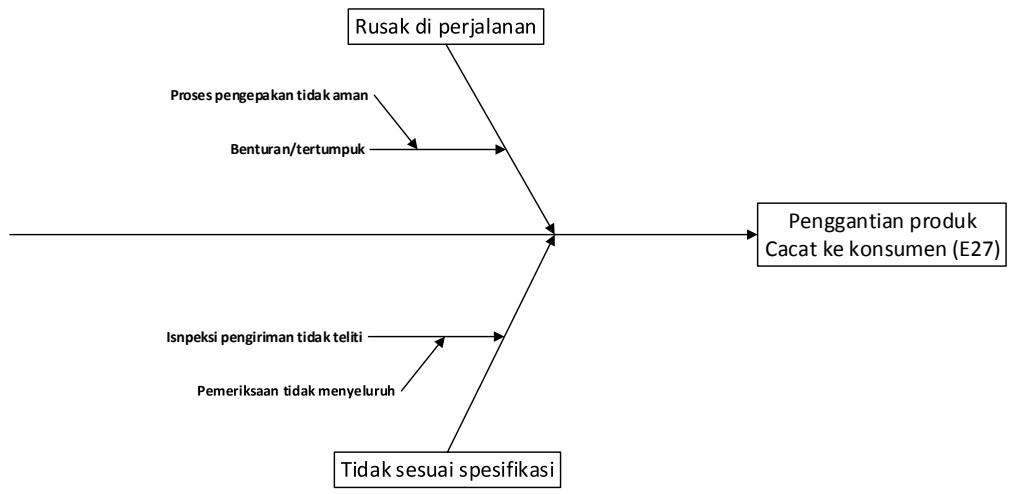 Rusak di perjalanan
Proses pengepakan tidak aman
Benturan/tertumpuk
Penggantian produk
Cacat ke konsumen (E27)
Isnpeksi pengiriman tidak teliti
Pemeriksaan tidak menyeluruh
Tidak sesuai spesifikasi